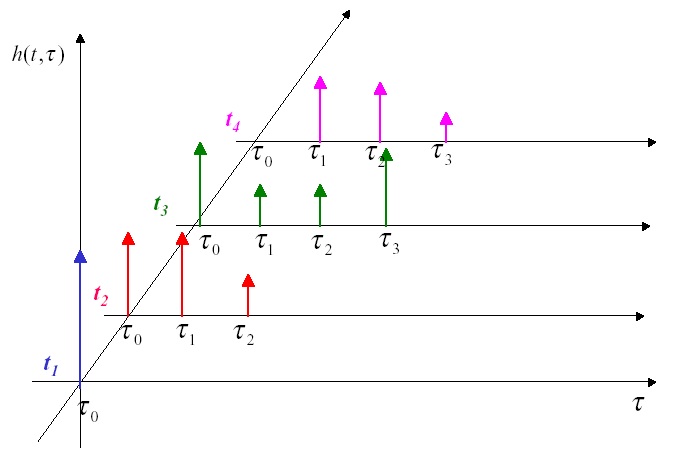 h(t,τ)
t₄
τ₀ τ₁ τ₂ τ₃
t₃
τ₀ τ₁ τ₂ τ₃
t₂
τ₀ τ₁ τ₂
t₁
τ₀ τ